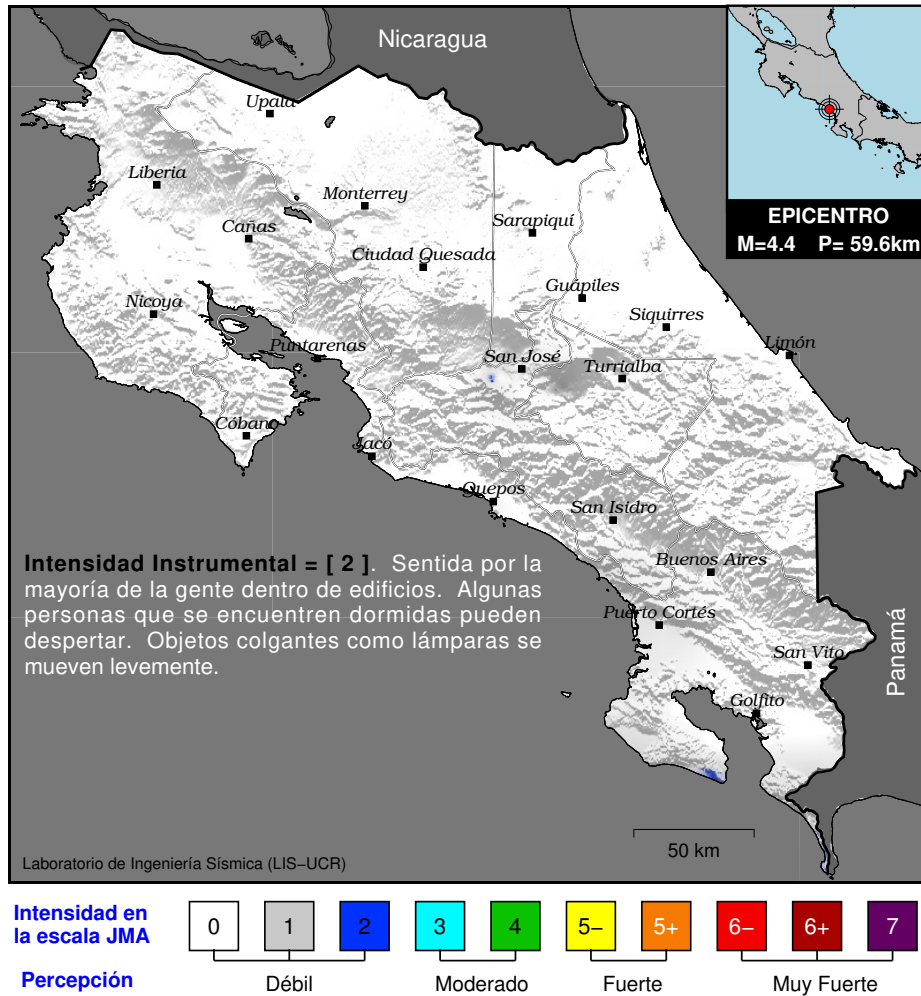 Nicaragua
Upala
Liberia
Monterrey
Cañas
Sarapiquí
Ciudad Quesada
Guápiles
Nicoya
Siquirres
Puntarenas
San José
Limón
Turrialba
Cóbano
Jacó
Quepos
San Isidro
Buenos Aires
Puerto Cortés
San Vito
Golfito
Panamá
EPICENTRO
M=4.4 P= 59.6km
Intensidad Instrumental = [ 2 ]. Sentida por la
mayoría de la gente dentro de edificios. Algunas
personas que se encuentren dormidas pueden
despertar. Objetos colgantes como lámparas se
mueven levemente.
50 km
Laboratorio de Ingeniería Sísmica (LIS−UCR)
Intensidad en
la escala JMA
0 1 2 3 4 5− 5+ 6− 6+ 7
Percepción
Débil Moderado Fuerte Muy Fuerte